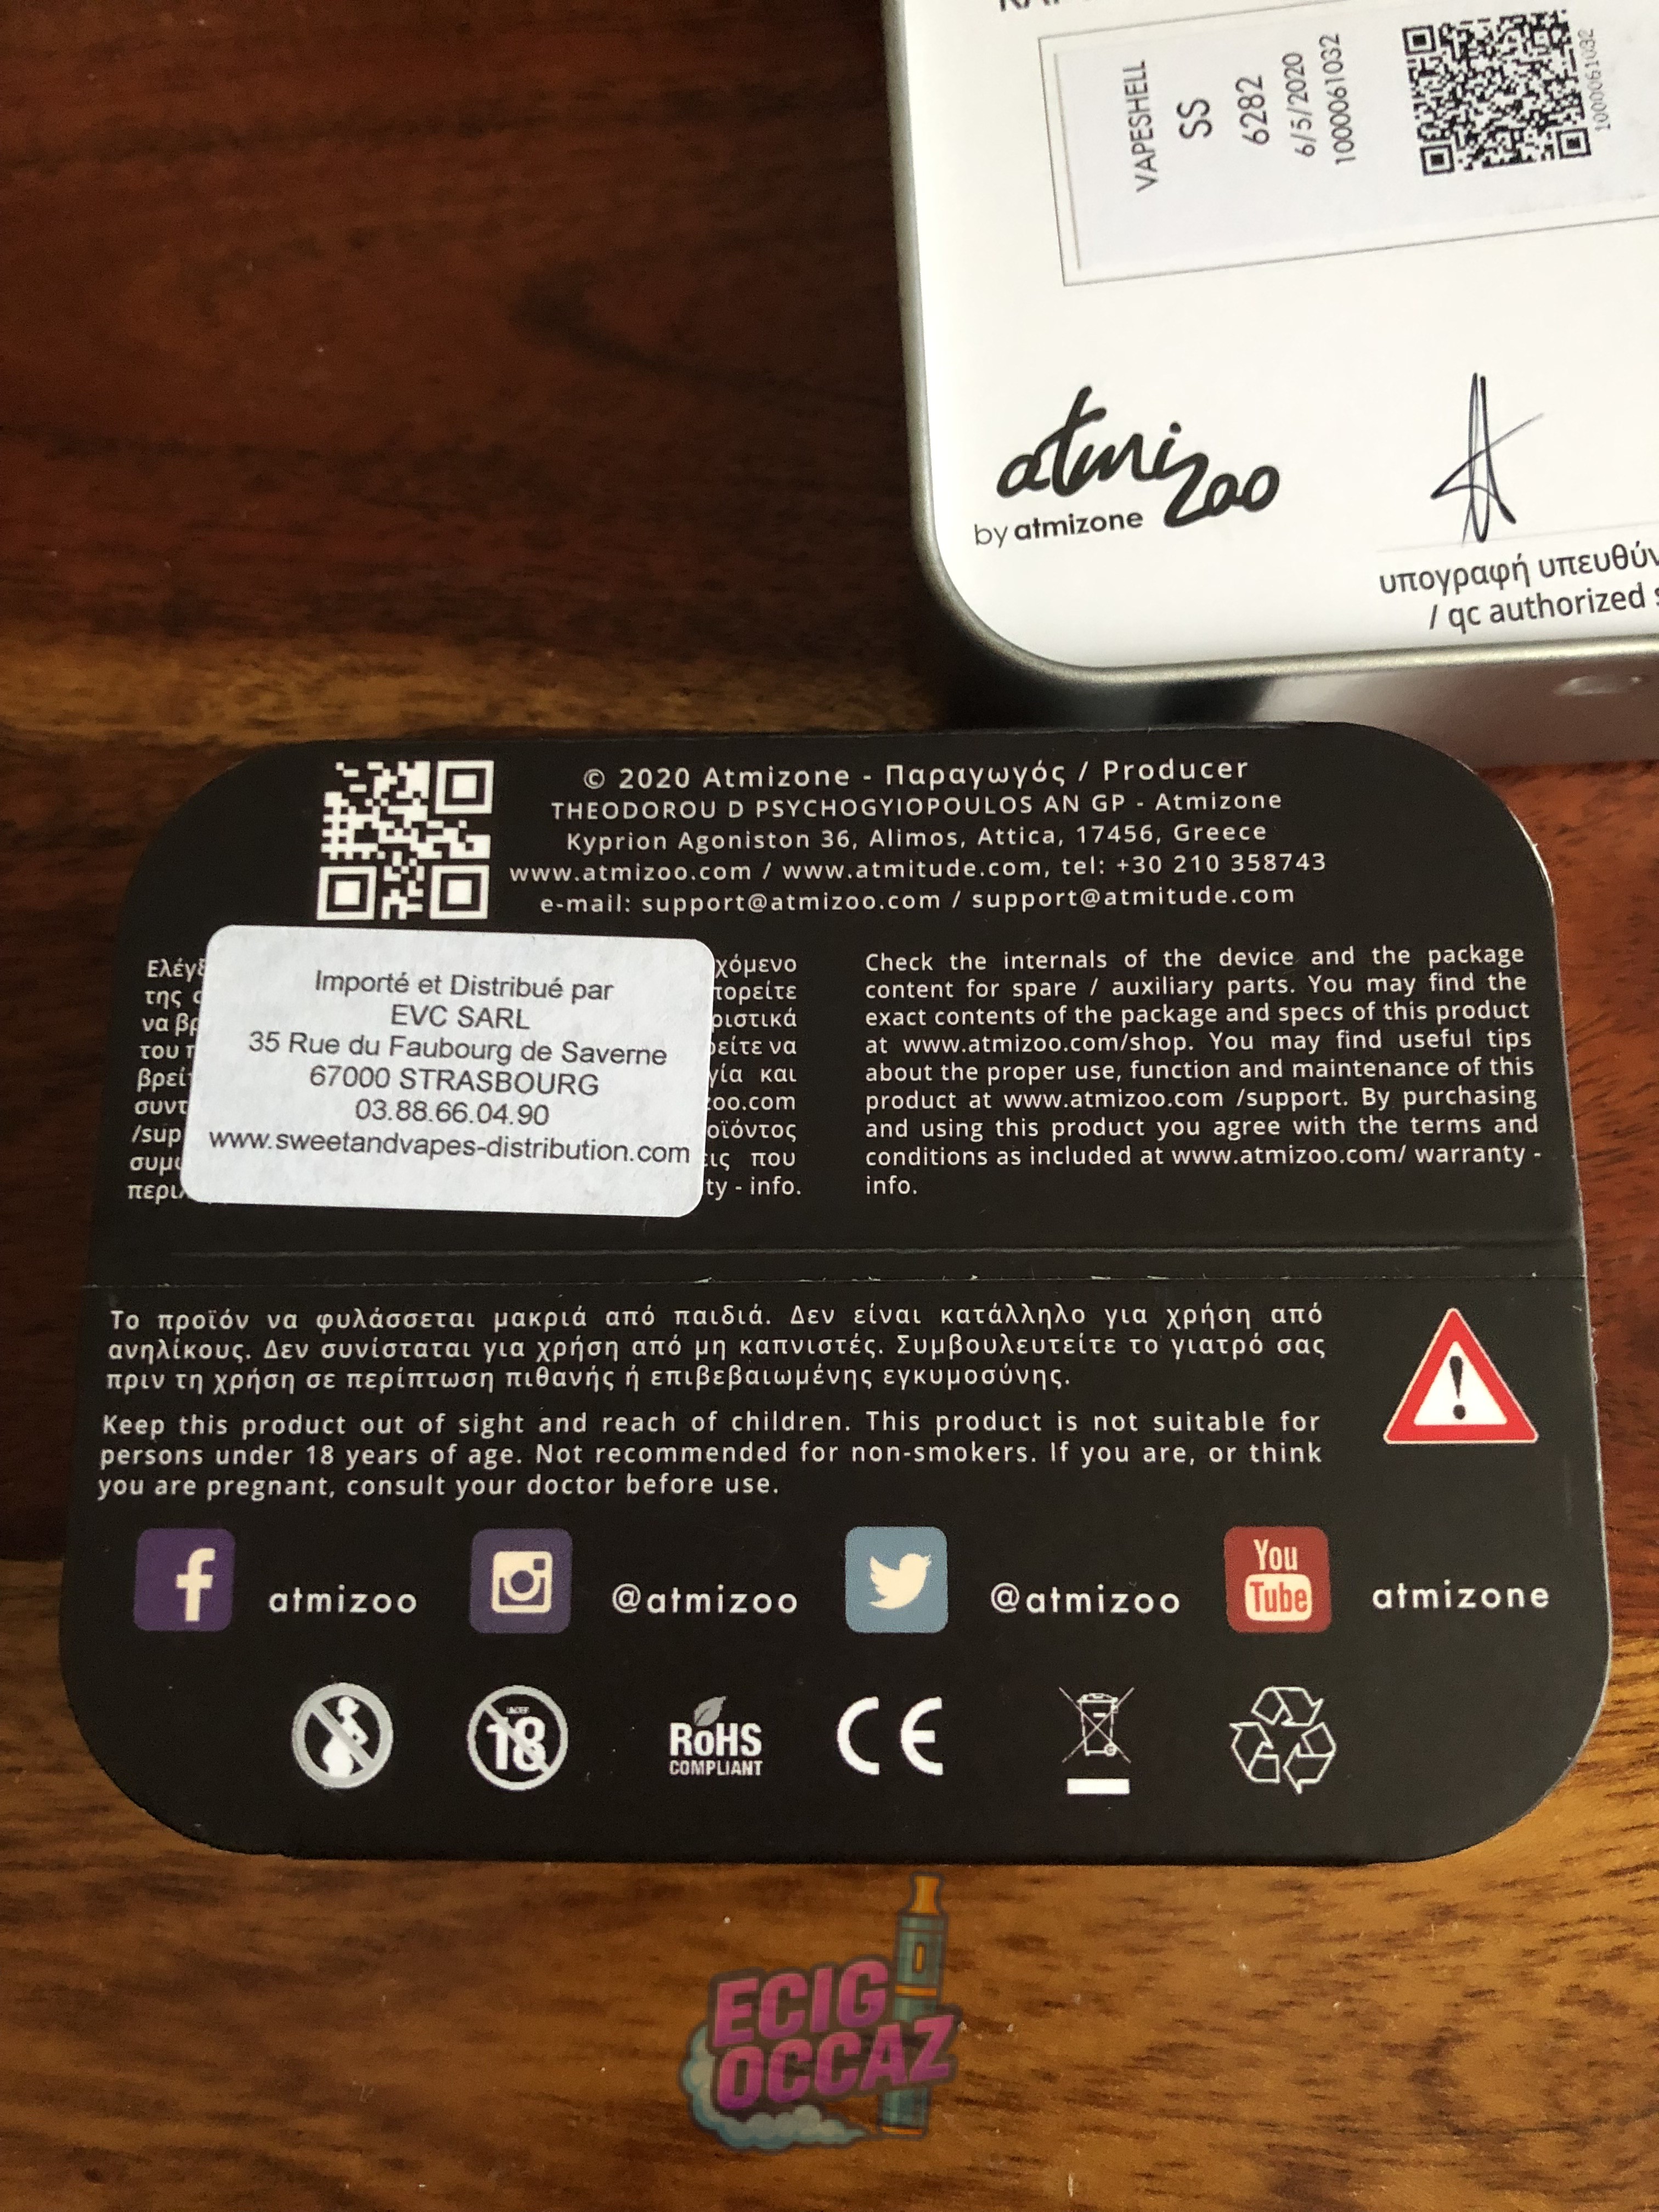 VAPESHELL
SS
6282
6/5/2020
1000061032
1000061032
atmizoo
by atmizone
υπογραφή
/ qc authorized
© 2020 Atmizone - Παραγωγός / Producer
THEODOROU D PSYCHOGYIOPOULOS AN GP - Atmizone
Kyprion Agoniston 36, Alimos, Attica, 17456, Greece
www.atmizoo.com / www.atmitude.com, tel: +30 210 358743
e-mail: support@atmizoo.com / support@atmitude.com
Importé et Distribué par
EVC SARL
35 Rue du Faubourg de Saverne
67000 STRASBOURG
03.88.66.04.90
www.sweetandvapes-distribution.com
της
να
του
είτε να
και
που
- info.
Check the internals of the device and the package
content for spare / auxiliary parts. You may find the
exact contents of the package and specs of this product
at www.atmizoo.com/shop. You may find useful tips
about the proper use, function and maintenance of this
product at www.atmizoo.com /support. By purchasing
and using this product you agree with the terms and
conditions as included at www.atmizoo.com/ warranty -
info.
Το προϊόν να φυλάσσεται μακριά από παιδιά. Δεν είναι κατάλληλο για χρήση από
ανηλίκους. Δεν συνίσταται για χρήση από μη καπνιστές. Συμβουλευτείτε το γιατρό σας
πριν τη χρήση σε περίπτωση πιθανής ή επιβεβαιωμένης εγκυμοσύνης.
Keep this product out of sight and reach of children. This product is not suitable for
persons under 18 years of age. Not recommended for non-smokers. If you are, or think
you are pregnant, consult your doctor before use.
f atmizoo @atmizoo @atmizoo You Tube atmizone
UNDER
18
RoHS
COMPLIANT
CE
ECIG
OCCAZ